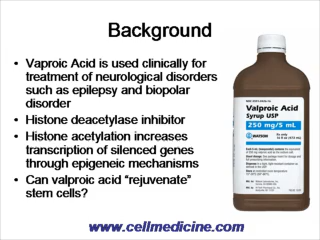 Background
• Vaproic Acid is used clinically for
treatment of neurological disorders
such as epilepsy and bipolar
disorder
• Histone deacetylase inhibitor
• Histone acetylation increases
transcription of silenced genes
through epigeneic mechanisms
• Can valproic acid “rejuvenate”
stem cells?
Valproic Acid
Syrup USP
250 mg/5 mL
WATSON
www.cellmedicine.com